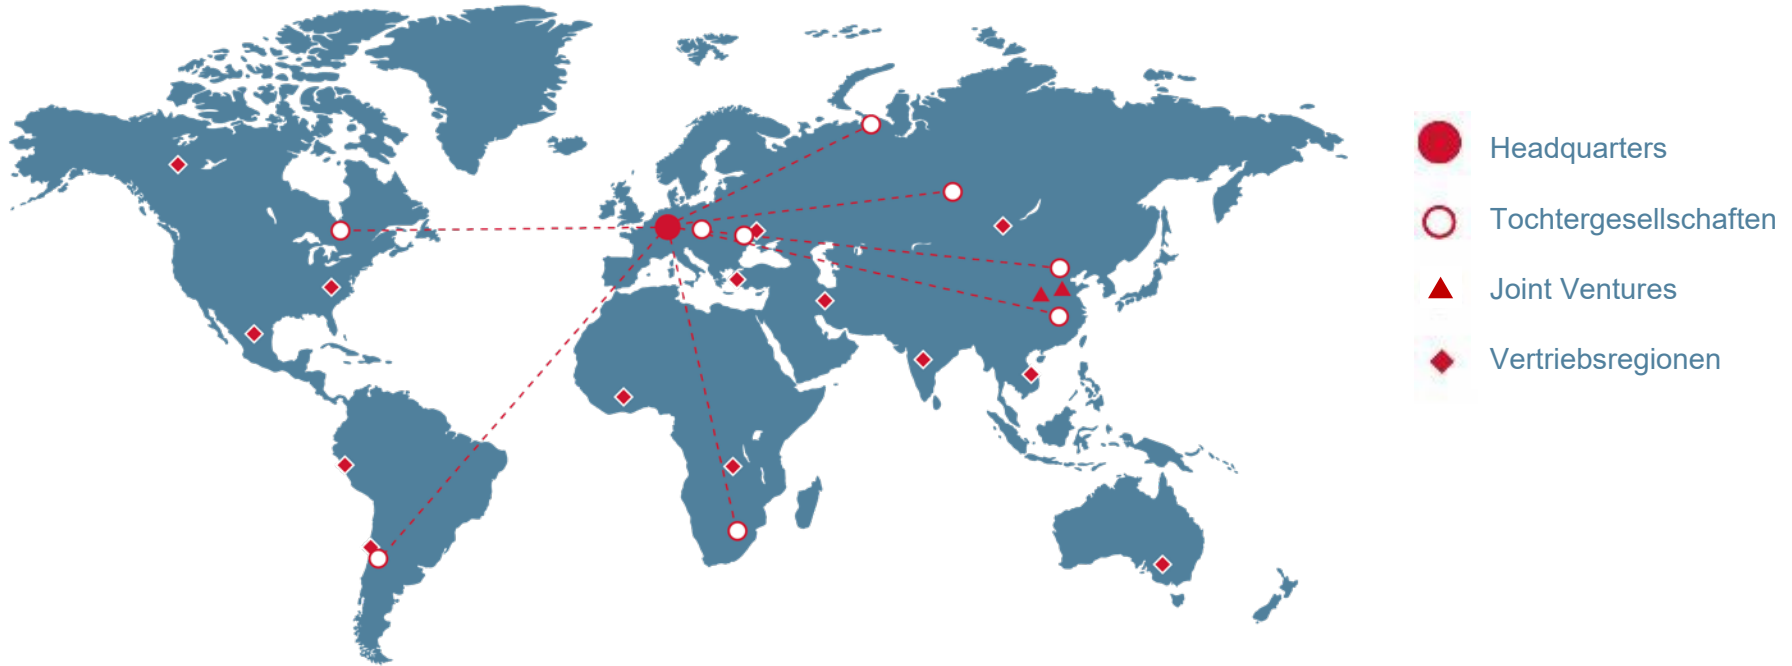 Headquarters
Tochtergesellschaften
Joint Ventures
Vertriebsregionen